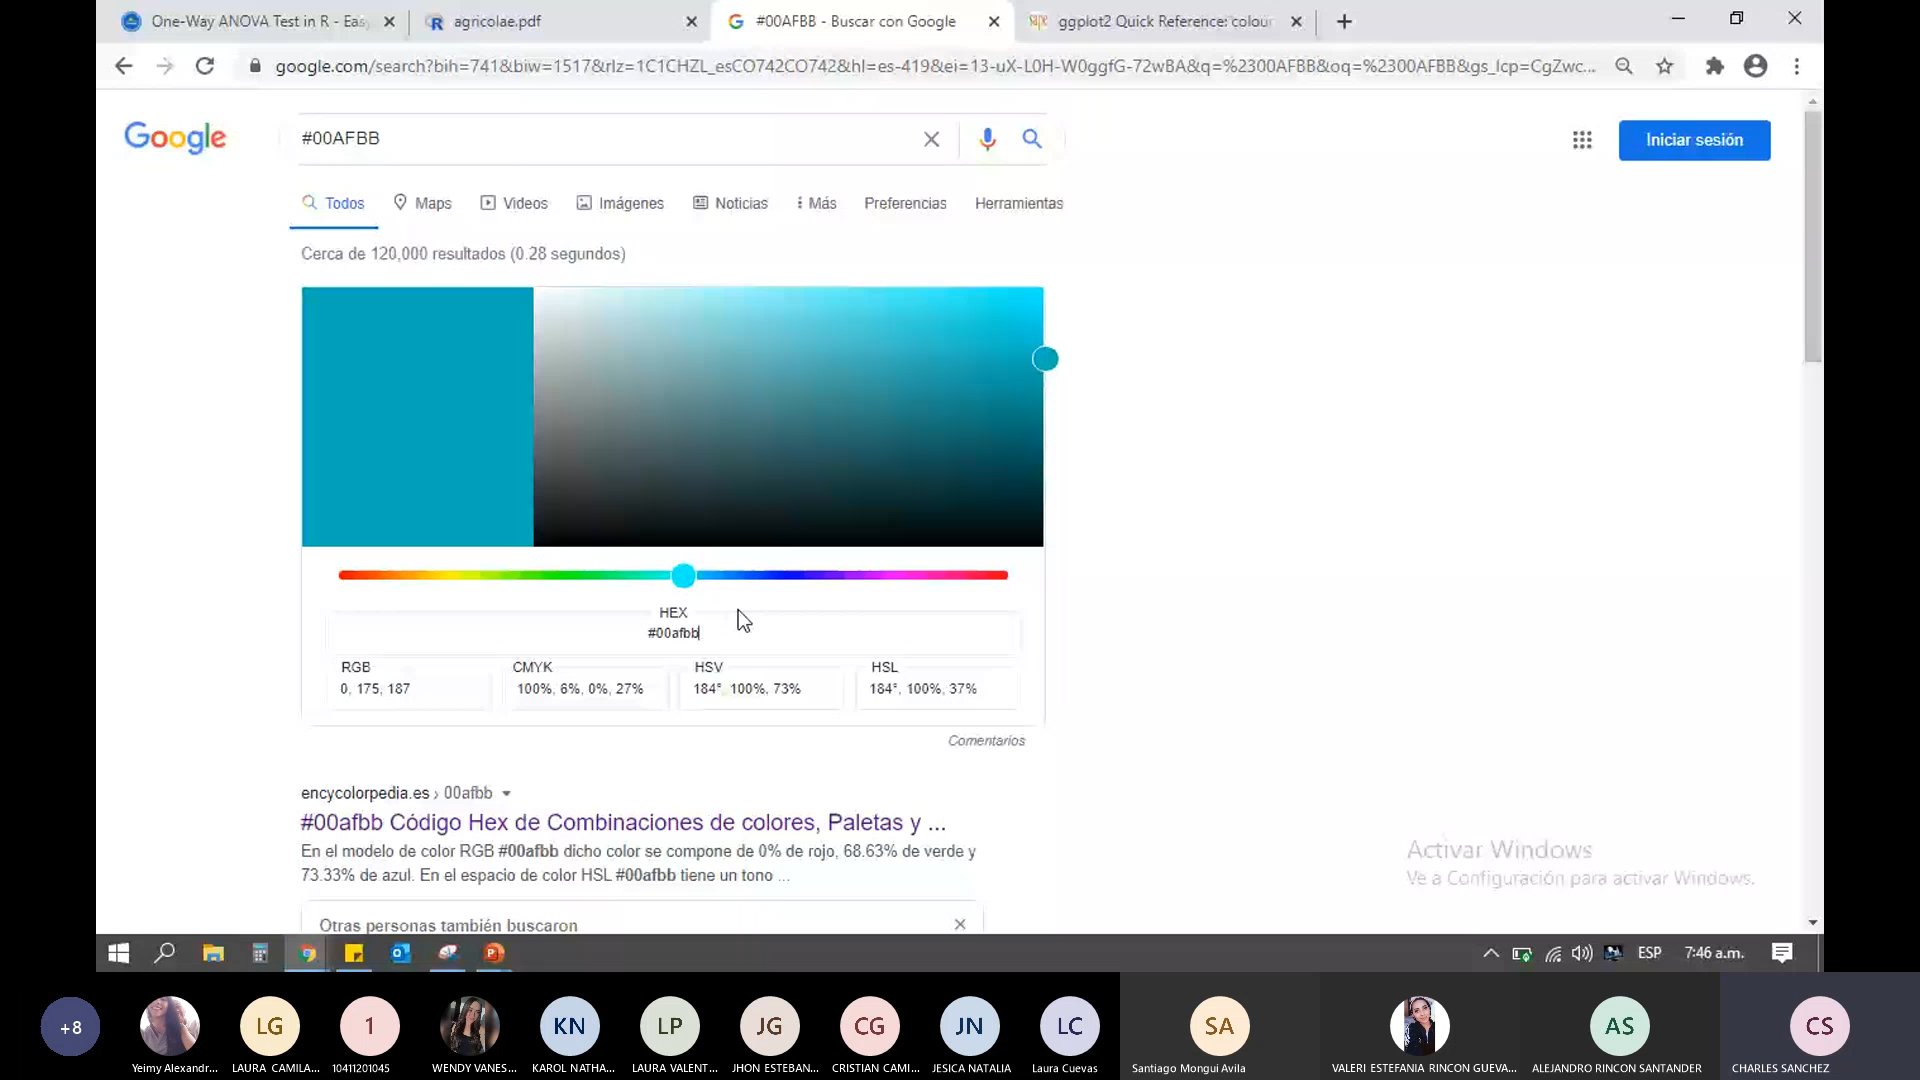 One-Way ANOVA Test in R - Eas
agricolae.pdf
#00AFBB - Buscar con Google
ggplot2 Quick Reference: colour
google.com/search?bih=741&biw=1517&rlz=1C1CHZL_esCO742CO742&hl=es-419&ei=13-uX-L0H-W0ggfG-72wBA&q=%2300AFBB&oq=%2300AFBB&gs_lcp=CgZwc...
Google
#00AFBB
Iniciar sesión
Todos
Maps
Videos
Imágenes
Noticias
Más
Preferencias
Herramientas
Cerca de 120,000 resultados (0.28 segundos)
HEX
#00afbb
RGB
CMYK
HSV
HSL
0, 175, 187
100%, 6%, 0%, 27%
184°, 100%, 73%
184°, 100%, 37%
Comentarios
encycolorpedia.es › 00afbb
#00afbb Código Hex de Combinaciones de colores, Paletas y ...
En el modelo de color RGB #00afbb dicho color se compone de 0% de rojo, 68.63% de verde y
73.33% de azul. En el espacio de color HSL #00afbb tiene un tono ...
Otras personas también buscaron
Activar Windows
Ve a Configuración para activar Windows.
ESP
7:46 a.m.
+8
LG
1
KN
LP
JG
CG
JN
LC
SA
AS
CS
Yeimy Alexandr...
LAURA CAMILA...
10411201045
WENDY VANES...
KAROL NATHA...
LAURA VALENT...
JHON ESTEBAN...
CRISTIAN CAMI...
JESICA NATALIA
Laura Cuevas
Santiago Mongui Avila
VALERI ESTEFANIA RINCON GUEVA...
ALEJANDRO RINCON SANTANDER
CHARLES SANCHEZ